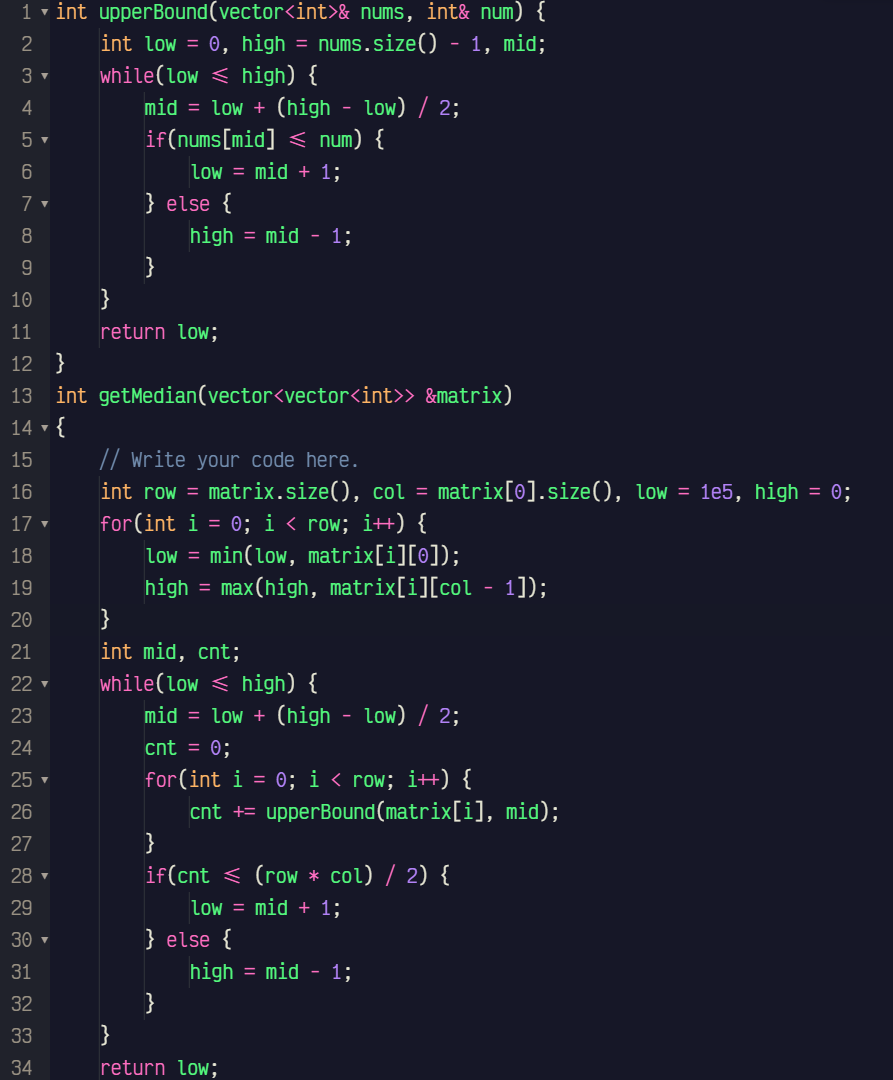 1 int upperBound(vector<int>& nums, int& num) {
2     int low = 0, high = nums.size() - 1, mid;
3     while(low <= high) {
4         mid = low + (high - low) / 2;
5         if(nums[mid] <= num) {
6             low = mid + 1;
7         } else {
8             high = mid - 1;
9         }
10     }
11     return low;
12 }
13 int getMedian(vector<vector<int>> &matrix)
14 {
15     // Write your code here.
16     int row = matrix.size(), col = matrix[0].size(), low = 1e5, high = 0;
17     for(int i = 0; i < row; i++) {
18         low = min(low, matrix[i][0]);
19         high = max(high, matrix[i][col - 1]);
20     }
21     int mid, cnt;
22     while(low <= high) {
23         mid = low + (high - low) / 2;
24         cnt = 0;
25         for(int i = 0; i < row; i++) {
26             cnt += upperBound(matrix[i], mid);
27         }
28         if(cnt <= (row * col) / 2) {
29             low = mid + 1;
30         } else {
31             high = mid - 1;
32         }
33     }
34     return low;